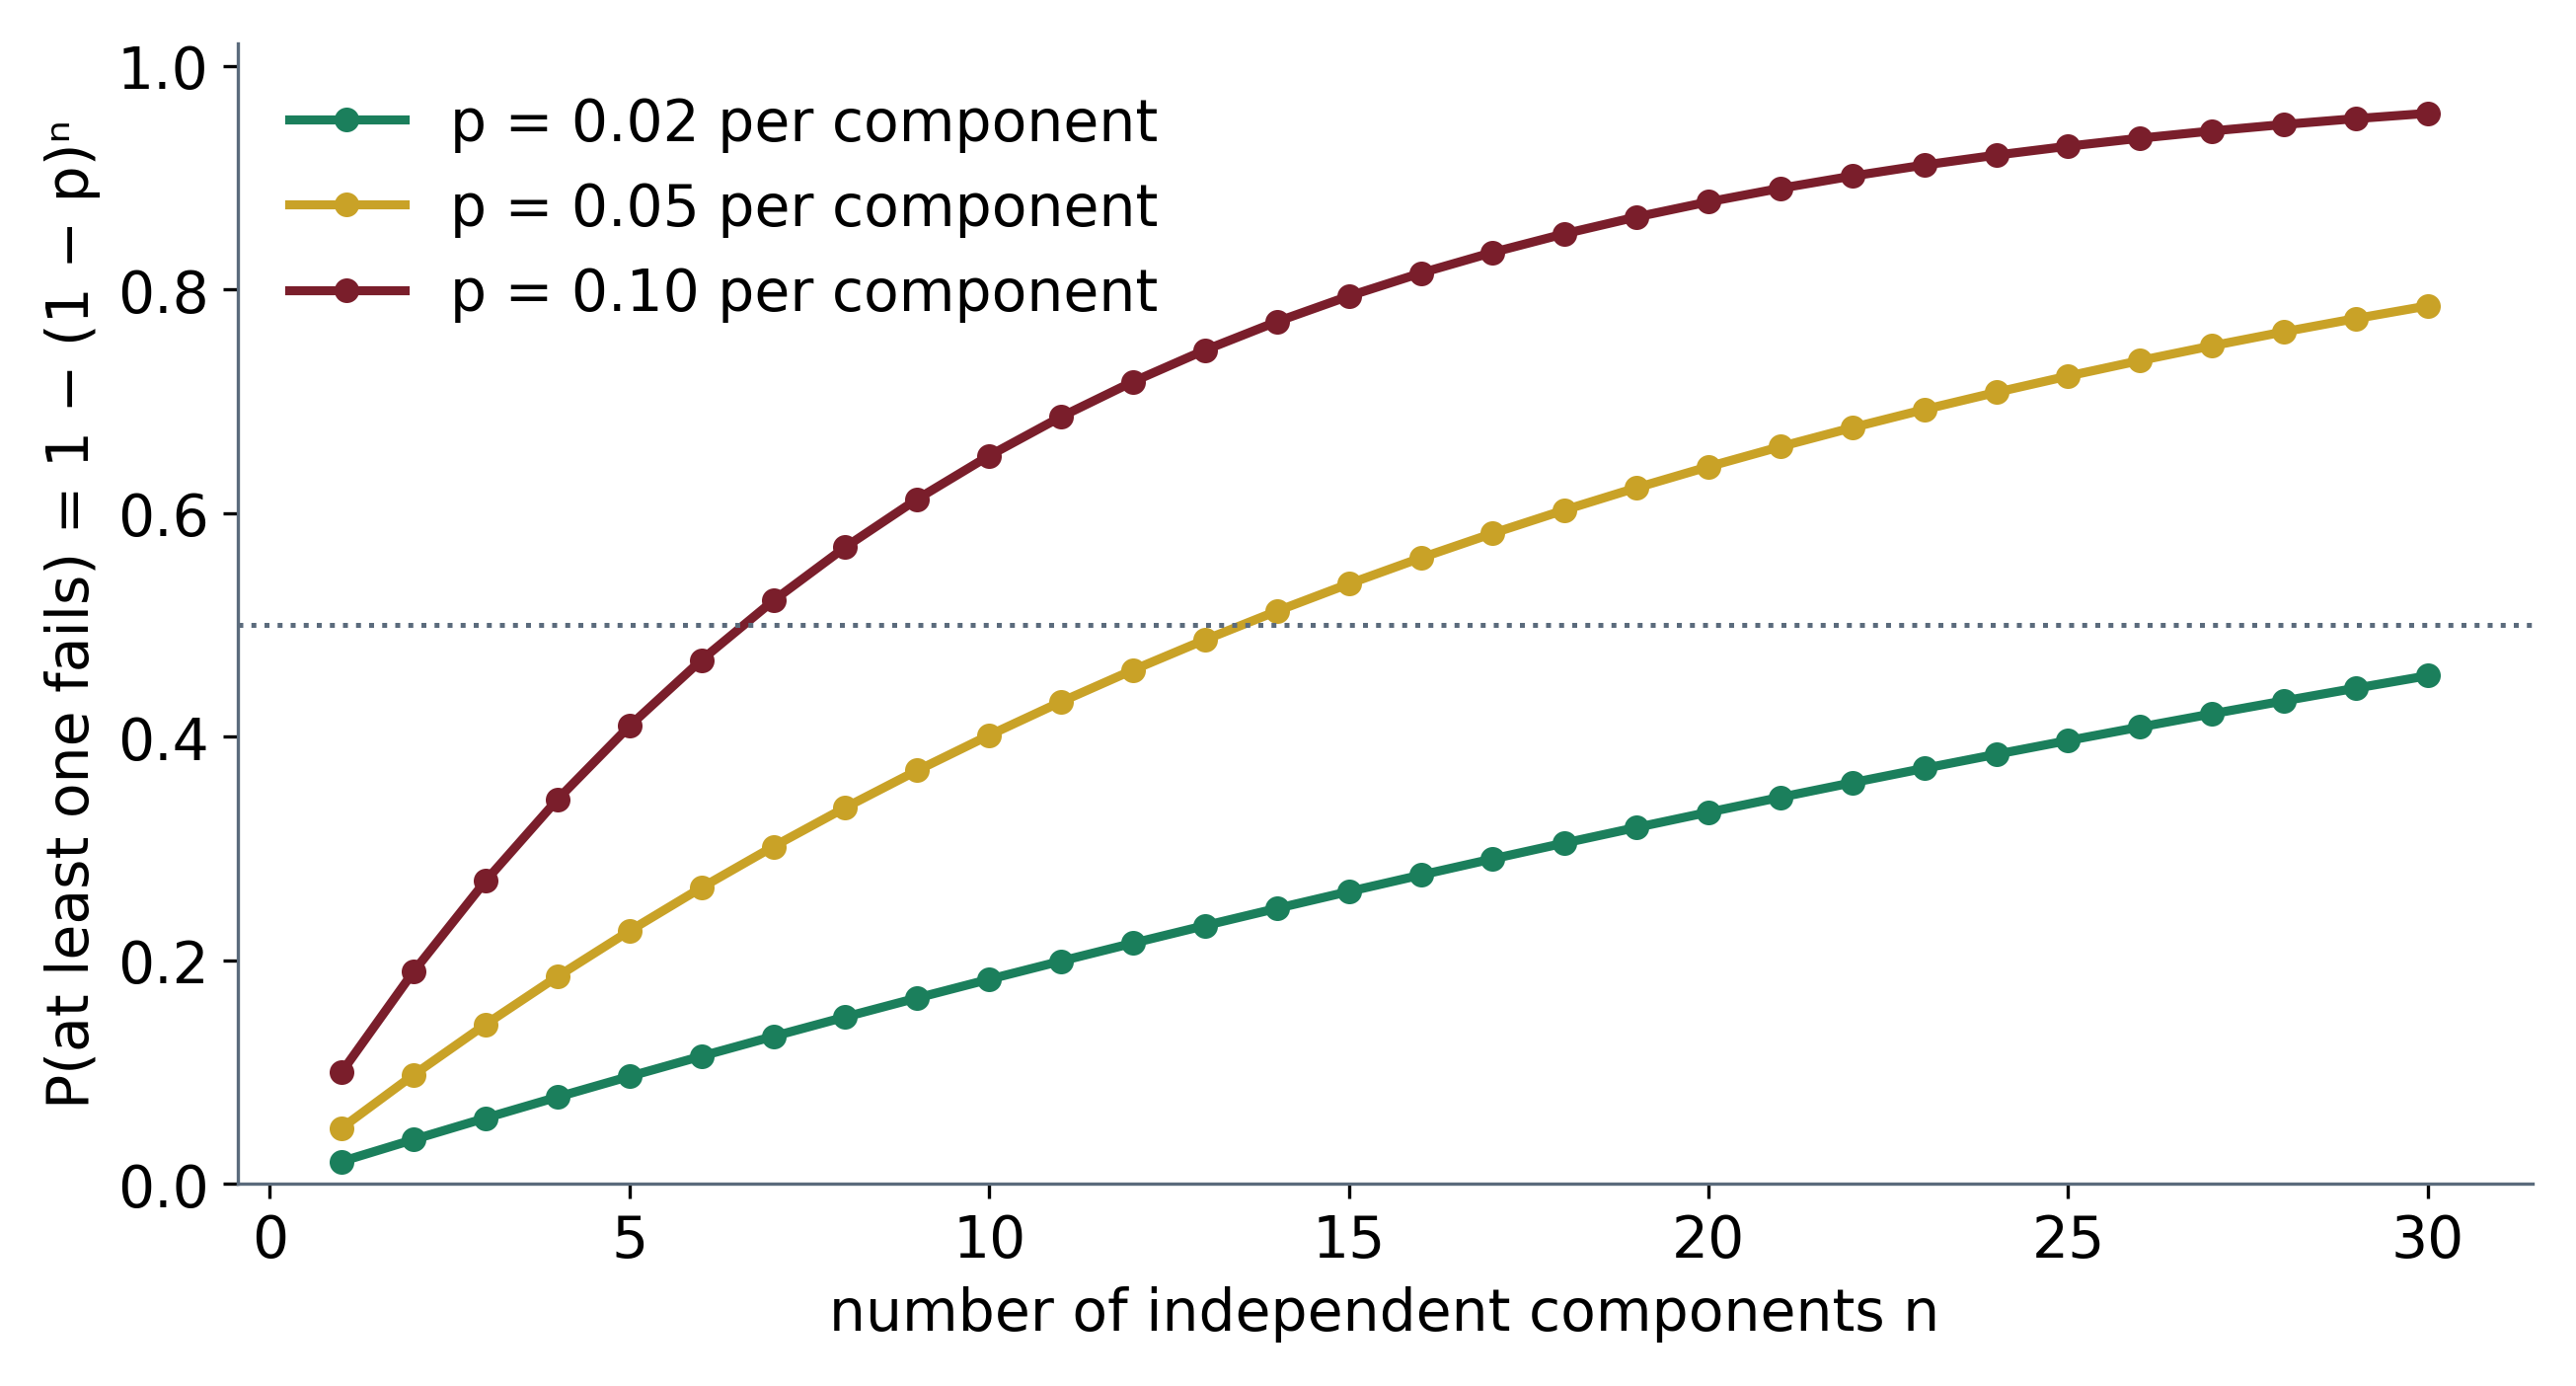 P(at least one fails) = 1 − (1 − p)ⁿ
1.0
0.8
0.6
0.4
0.2
0.0
p = 0.02 per component
p = 0.05 per component
p = 0.10 per component
0 5 10 15 20 25 30
number of independent components n